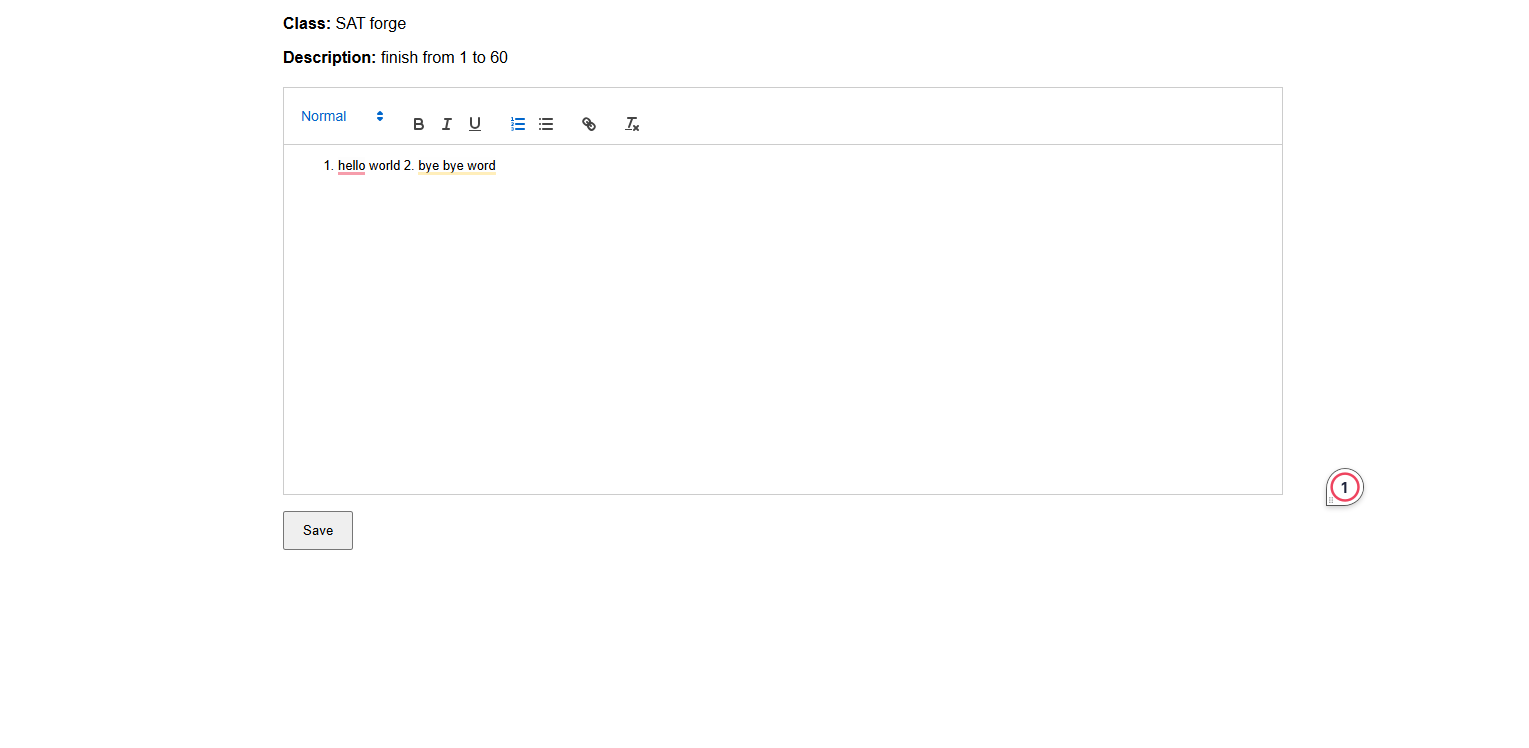 Class: SAT forge
Description: finish from 1 to 60
Normal
1. hello world 2. bye bye word
1
Save